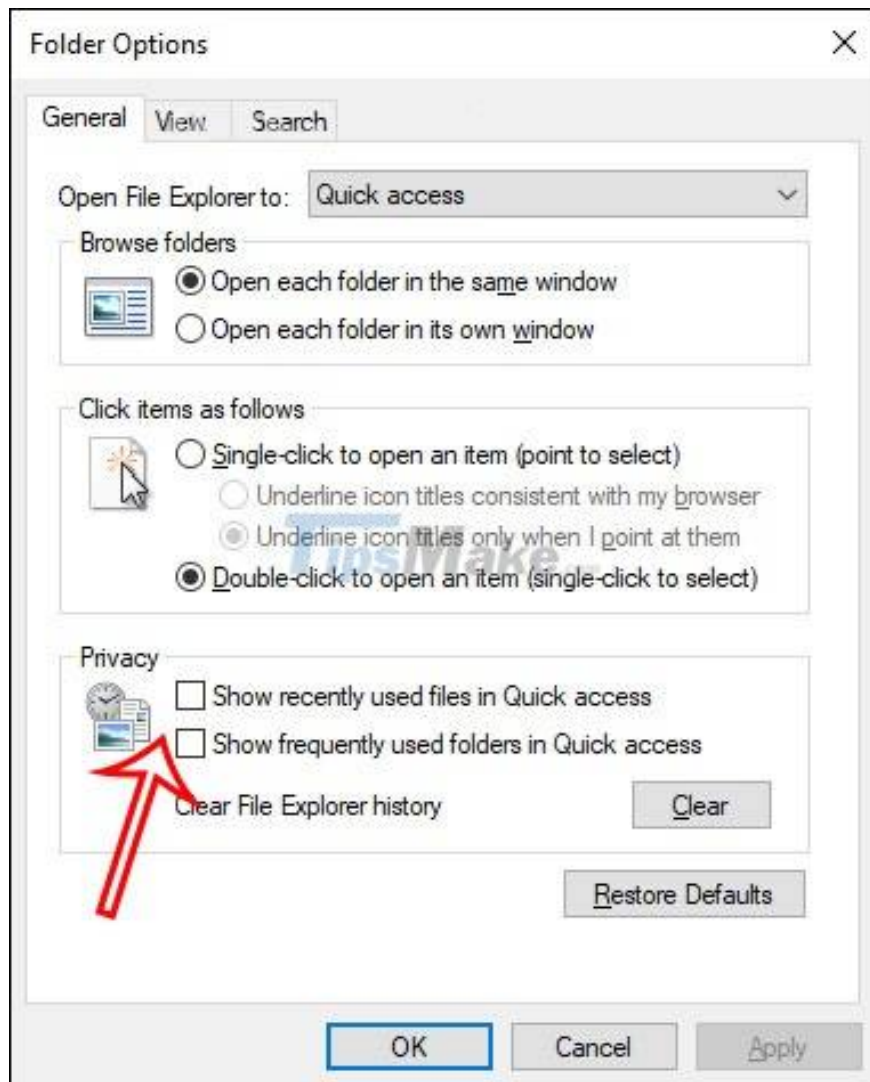 Folder Options
General View Search
Open File Explorer to: Quick access
Browse folders
Open each folder in the same window
Open each folder in its own window
Click items as follows
Single-click to open an item (point to select)
Underline icon titles consistent with my browser
Underline icon titles only when I point at them
TipsMake
Double-click to open an item (single-click to select)
Privacy
Show recently used files in Quick access
Show frequently used folders in Quick access
Clear File Explorer history Clear
Restore Defaults
OK Cancel Apply